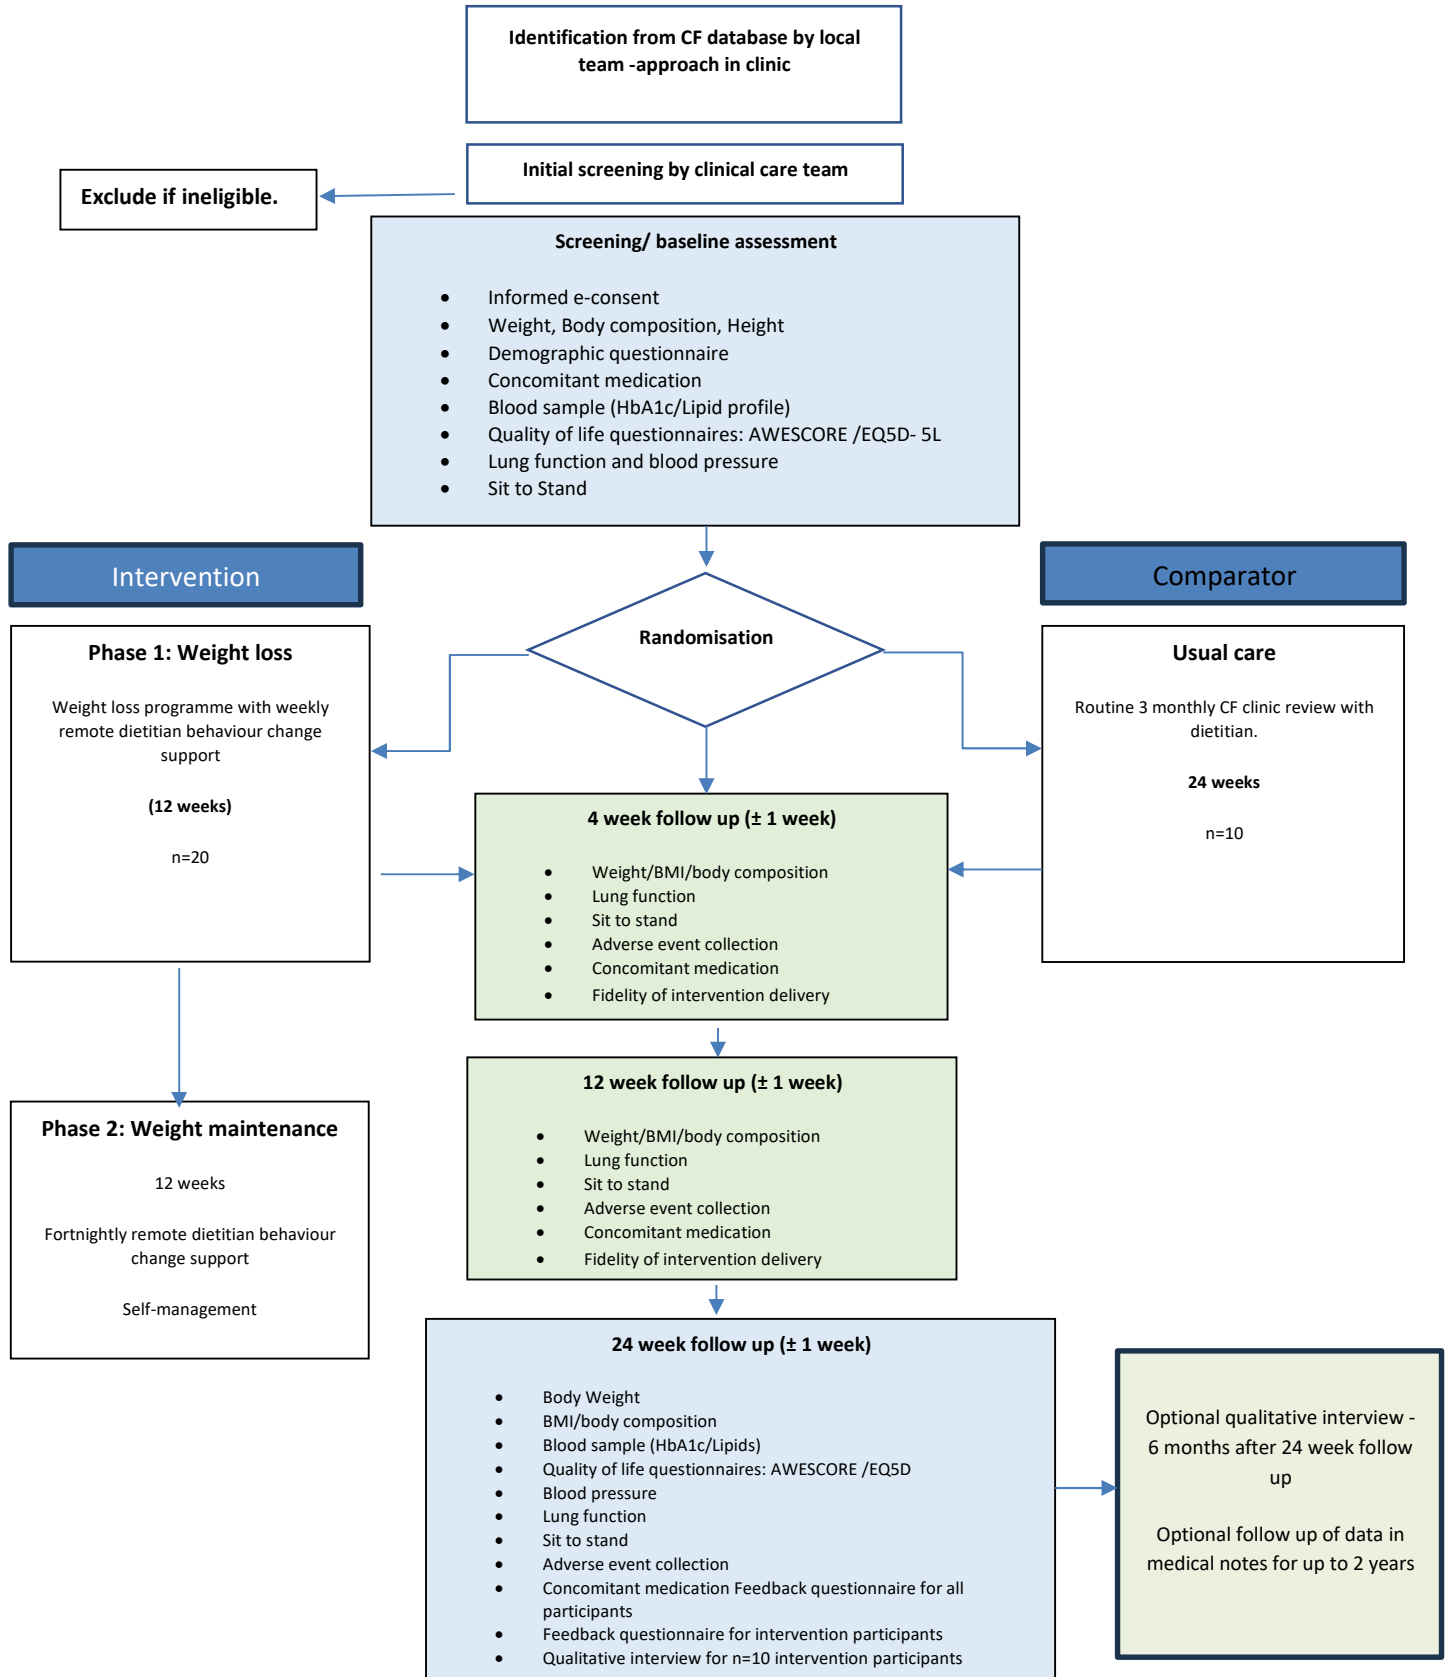 Identification from CF database by local
team -approach in clinic
Initial screening by clinical care team
Exclude if ineligible.
Screening/ baseline assessment
• Informed e-consent
• Weight, Body composition, Height
• Demographic questionnaire
• Concomitant medication
• Blood sample (HbA1c/Lipid profile)
• Quality of life questionnaires: AWESCORE /EQ5D- 5L
• Lung function and blood pressure
• Sit to Stand
Intervention
Comparator
Randomisation
Phase 1: Weight loss
Weight loss programme with weekly
remote dietitian behaviour change
support
(12 weeks)
n=20
Usual care
Routine 3 monthly CF clinic review with
dietitian.
24 weeks
n=10
4 week follow up (± 1 week)
• Weight/BMI/body composition
• Lung function
• Sit to stand
• Adverse event collection
• Concomitant medication
• Fidelity of intervention delivery
12 week follow up (± 1 week)
• Weight/BMI/body composition
• Lung function
• Sit to stand
• Adverse event collection
• Concomitant medication
• Fidelity of intervention delivery
Phase 2: Weight maintenance
12 weeks
Fortnightly remote dietitian behaviour
change support
Self-management
24 week follow up (± 1 week)
• Body Weight
• BMI/body composition
• Blood sample (HbA1c/Lipids)
• Quality of life questionnaires: AWESCORE /EQ5D
• Blood pressure
• Lung function
• Sit to stand
• Adverse event collection
• Concomitant medication Feedback questionnaire for all
participants
• Feedback questionnaire for intervention participants
• Qualitative interview for n=10 intervention participants
Optional qualitative interview -
6 months after 24 week follow
up
Optional follow up of data in
medical notes for up to 2 years